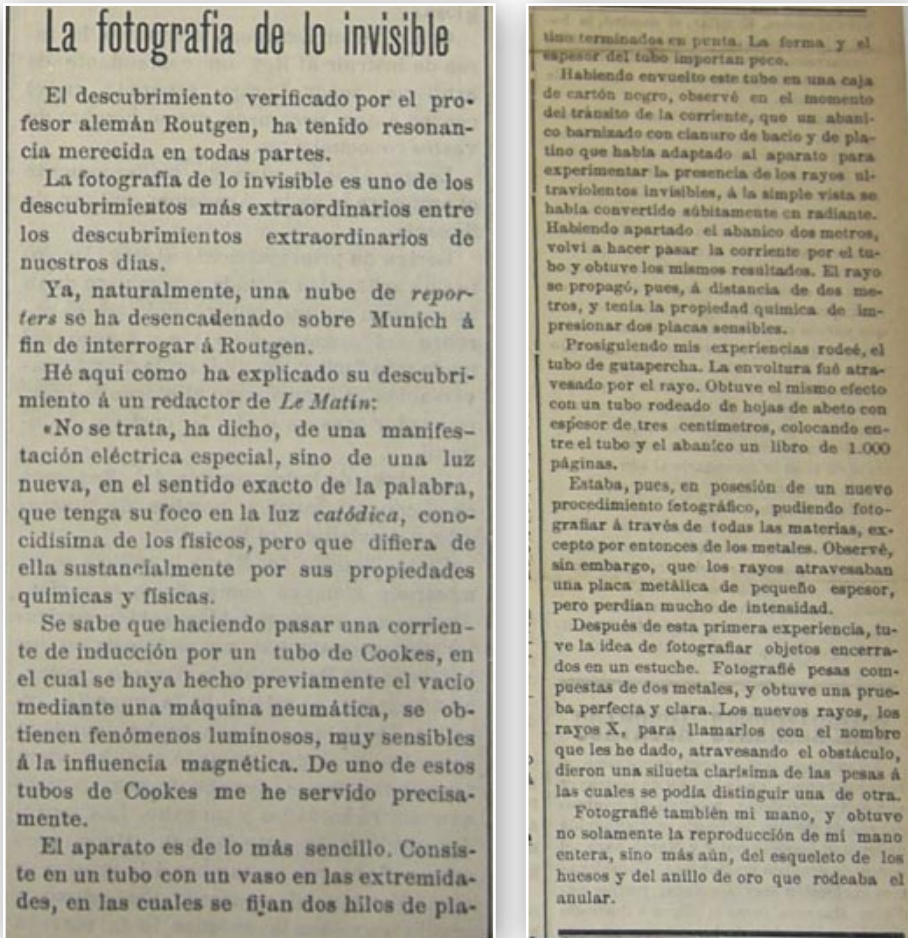 La fotografia de lo invisible
El descubrimiento verificado por el pro-
fesor alemán Routgen, ha tenido resonan-
cia merecida en todas partes.
La fotografía de lo invisible es uno de los
descubrimientos más extraordinarios entre
los descubrimientos extraordinarios de
nuestros dias.
Ya, naturalmente, una nube de repor-
ters se ha desencadenado sobre Munich á
fin de interrogar á Routgen.
Hé aqui como ha explicado su descubri-
miento á un redactor de Le Matin:
«No se trata, ha dicho, de una manifes-
tación eléctrica especial, sino de una luz
nueva, en el sentido exacto de la palabra,
que tenga su foco en la luz catódica, cono-
cidísima de los físicos, pero que difiera de
ella sustancialmente por sus propiedades
químicas y físicas.
Se sabe que haciendo pasar una corrien-
te de inducción por un tubo de Cookes, en
el cual se haya hecho previamente el vacio
mediante una máquina neumática, se ob-
tienen fenómenos luminosos, muy sensibles
á la influencia magnética. De uno de estos
tubos de Cookes me he servido precisa-
mente.
El aparato es de lo más sencillo. Consis-
te en un tubo con un vaso en las extremida-
des, en las cuales se fijan dos hilos de pla-
tino terminados en punta. La forma y el
espesor del tubo importan poco.
Habiendo envuelto este tubo en una caja
de cartón negro, observé en el momento
del tránsito de la corriente, que un abani-
co barnizado con cianuro de bacio y de pla-
tino que habia adaptado al aparato para
experimentar la presencia de los rayos ul-
traviolentos invisibles, á la simple vista se
habia convertido súbitamente en radiante.
Habiendo apartado el abanico dos metros,
volvi a hacer pasar la corriente por el tu-
bo y obtuve los mismos resultados. El rayo
se propagó, pues, á distancia de dos me-
tros, y tenia la propiedad quimica de im-
presionar dos placas sensibles.
Prosiguiendo mis experiencias rodeé, el
tubo de gutapercha. La envoltura fué atra-
vesado por el rayo. Obtuve el mismo efecto
con un tubo rodeado de hojas de abeto con
espesor de tres centimetros, colocando en-
tre el tubo y el abanico un libro de 1.000
páginas.
Estaba, pues, en posesión de un nuevo
procedimiento fetográfico, pudiendo foto-
grafiar á través de todas las materias, ex-
cepto por entonces de los metales. Observé,
sin embargo, que los rayos atravesaban
una placa metálica de pequeño espesor,
pero perdian mucho de intensidad.
Después de esta primera experiencia, tu-
ve la idea de fotografiar objetos encerra-
dos en un estuche. Fotografié pesas com-
puestas de dos metales, y obtuve una prue-
ba perfecta y clara. Los nuevos rayos, los
rayos X, para llamarlos con el nombre
que les he dado, atravesando el obstáculo,
dieron una silueta clarisima de las pesas á
las cuales se podia distinguir una de otra.
Fotografié también mi mano, y obtuve
no solamente la reproducción de mi mano
entera, sino más aún, del esqueleto de los
huesos y del anillo de oro que rodeaba el
anular.